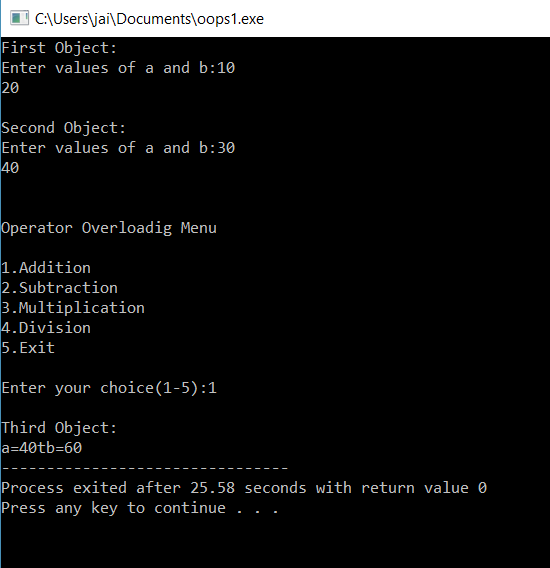 C:\Users\jai\Documents\oops1.exe
First Object:
Enter values of a and b:10
20
Second Object:
Enter values of a and b:30
40
Operator Overloadig Menu
1.Addition
2.Subtraction
3.Multiplication
4.Division
5.Exit
Enter your choice(1-5):1
Third Object:
a=40tb=60
--------------------------------
Process exited after 25.58 seconds with return value 0
Press any key to continue . . .